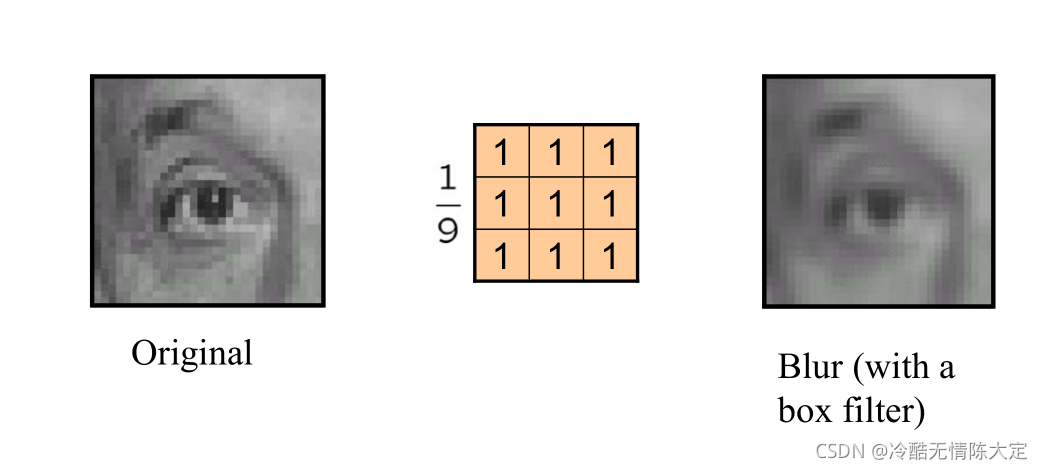 1
9
1 1 1
1 1 1
1 1 1
Original
Blur (with a
box filter)
CSDN @冷酷无情陈大定